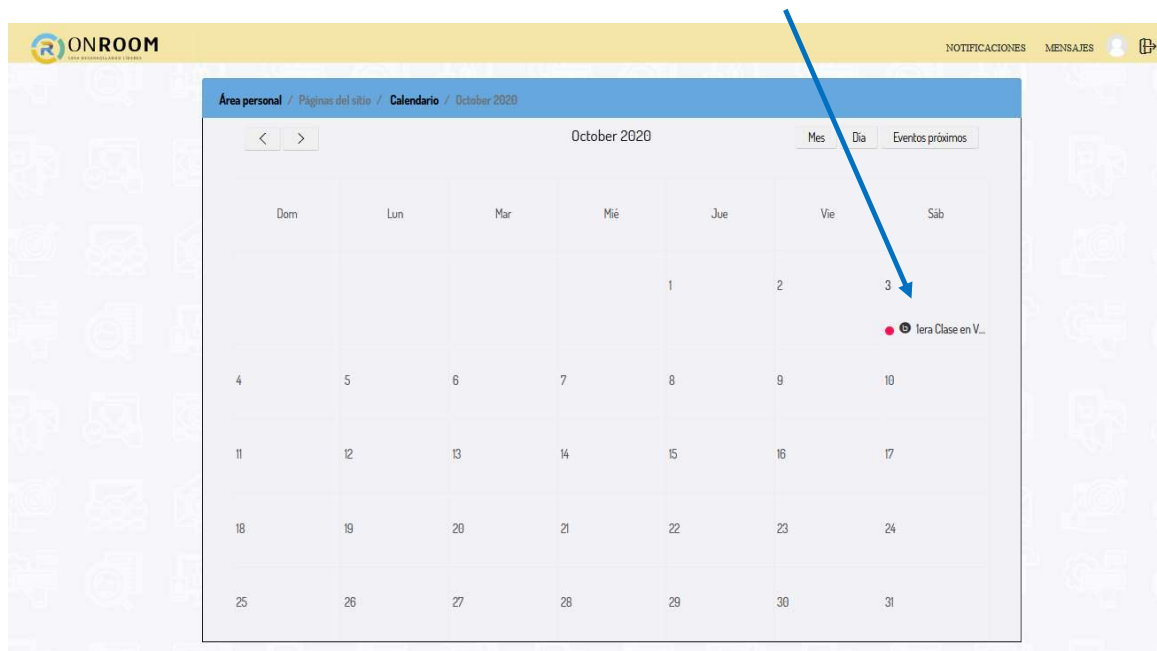 ONROOM
NOTIFICACIONES MENSAJES
Área personal / Páginas del sitio / Calendario / October 2020
< > October 2020 Mes Día Eventos próximos
Dom Lun Mar Mié Jue Vie Sáb
1 2 3
b 1era Clase en V...
4 5 6 7 8 9 10
11 12 13 14 15 16 17
18 19 20 21 22 23 24
25 26 27 28 29 30 31